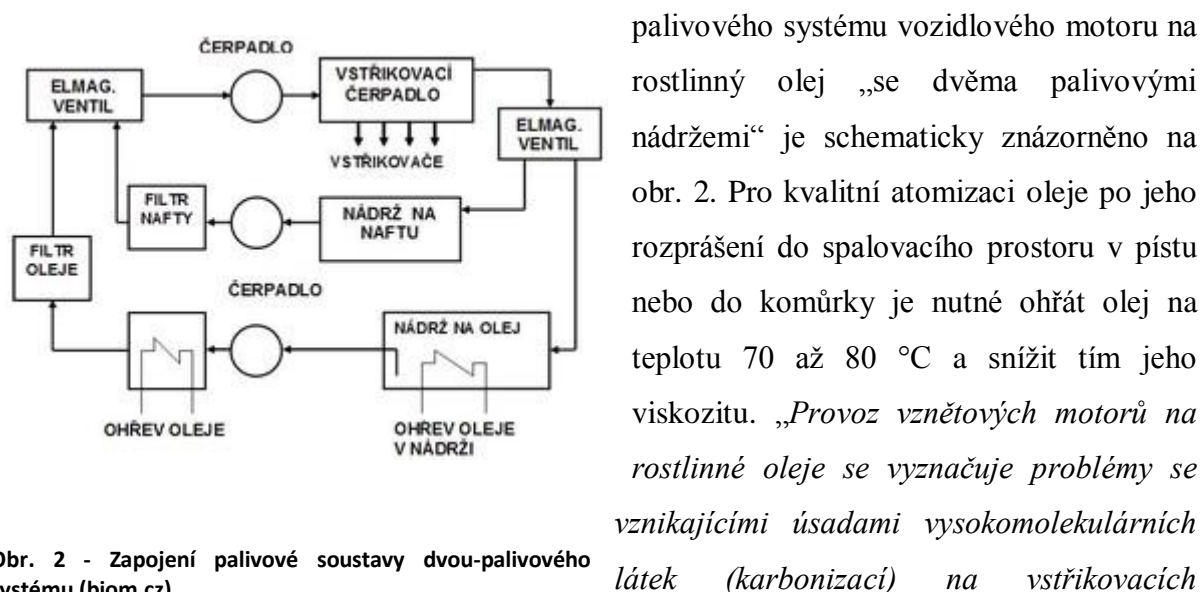 ČERPADLO
ELMAG.
VENTIL
VSTŘIKOVACÍ
ČERPADLO
ELMAG.
VENTIL
VSTŘIKOVAČE
FILTR
NAFTY
NÁDRŽ NA
NAFTU
FILTR
OLEJE
ČERPADLO
NÁDRŽ NA OLEJ
OHŘEV OLEJE
OHŘEV OLEJE
V NÁDRŽI
Obr. 2 - Zapojení palivové soustavy dvou-palivového
systému (biom.cz)
palivového systému vozidlového motoru na
rostlinný olej „se dvěma palivovými
nádržemi“ je schematicky znázorněno na
obr. 2. Pro kvalitní atomizaci oleje po jeho
rozprášení do spalovacího prostoru v pístu
nebo do komůrky je nutné ohřát olej na
teplotu 70 až 80 °C a snížit tím jeho
viskozitu. „Provoz vznětových motorů na
rostlinné oleje se vyznačuje problémy se
vznikajícími úsadami vysokomolekulárních
látek (karbonizací) na vstřikovacích